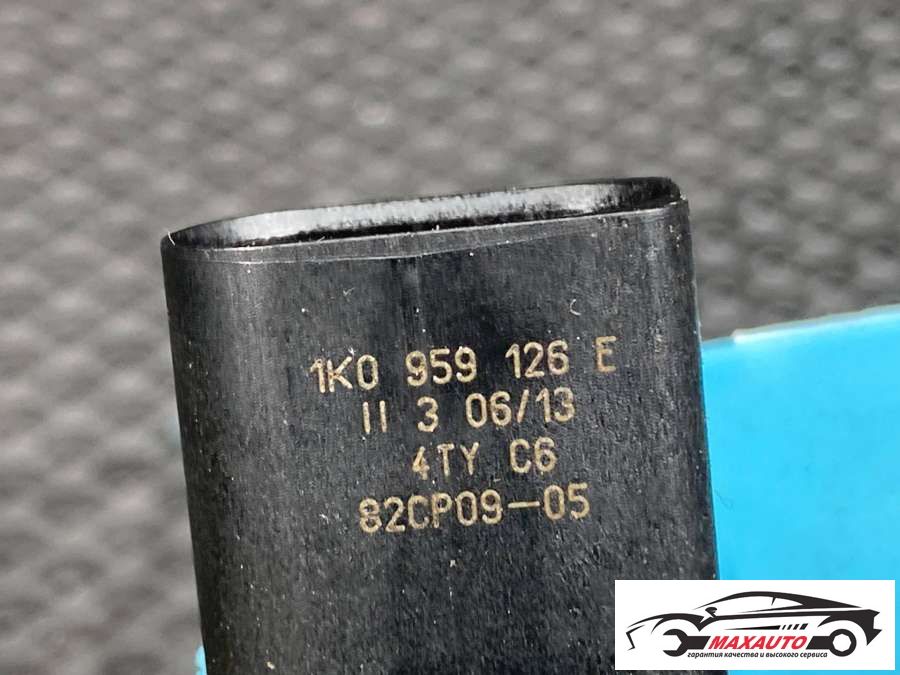 1K0 959 126 E
II 3 06/13
4TY C6
82CP09-05
MAXAUTO
гарантия качества и высокого сервиса